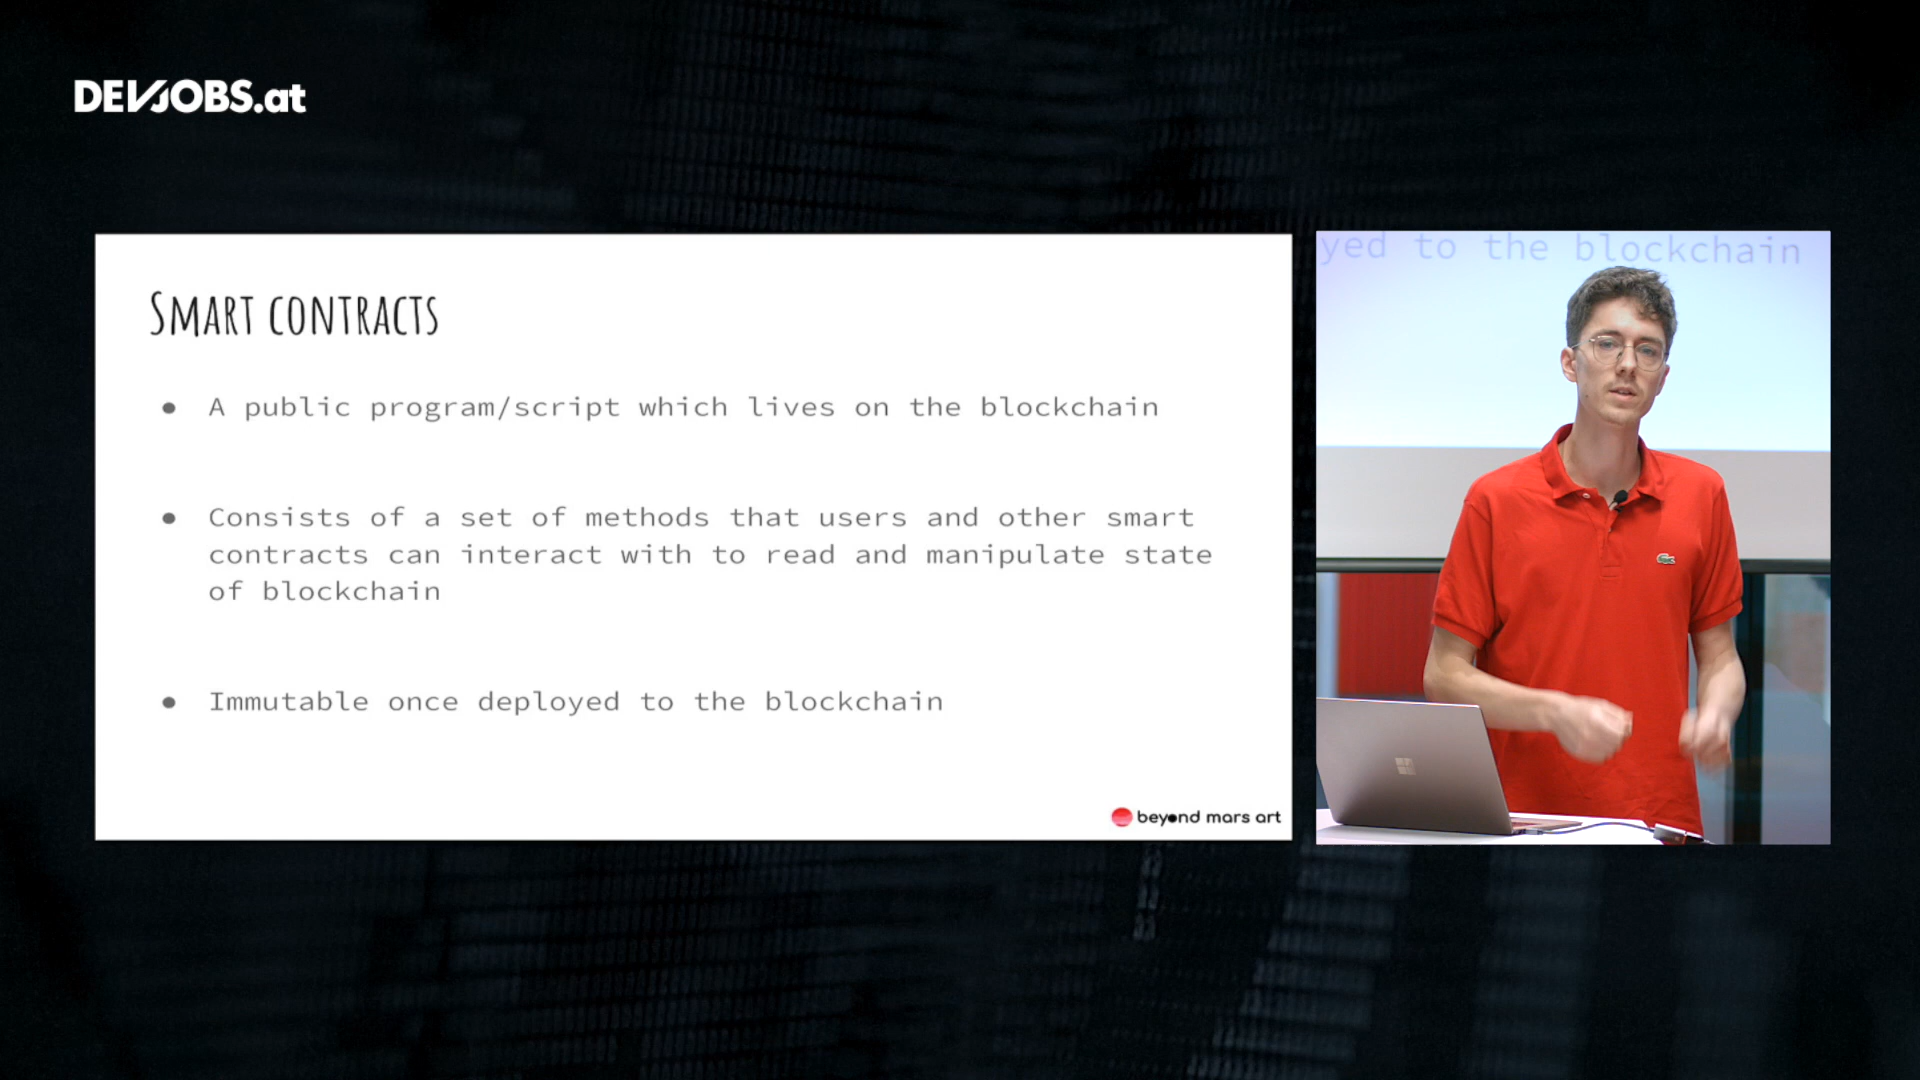 DEVJOBS.at
SMART CONTRACTS
● A public program/script which lives on the blockchain
● Consists of a set of methods that users and other smart
contracts can interact with to read and manipulate state
of blockchain
● Immutable once deployed to the blockchain
beyond mars art
yed to the blockchain